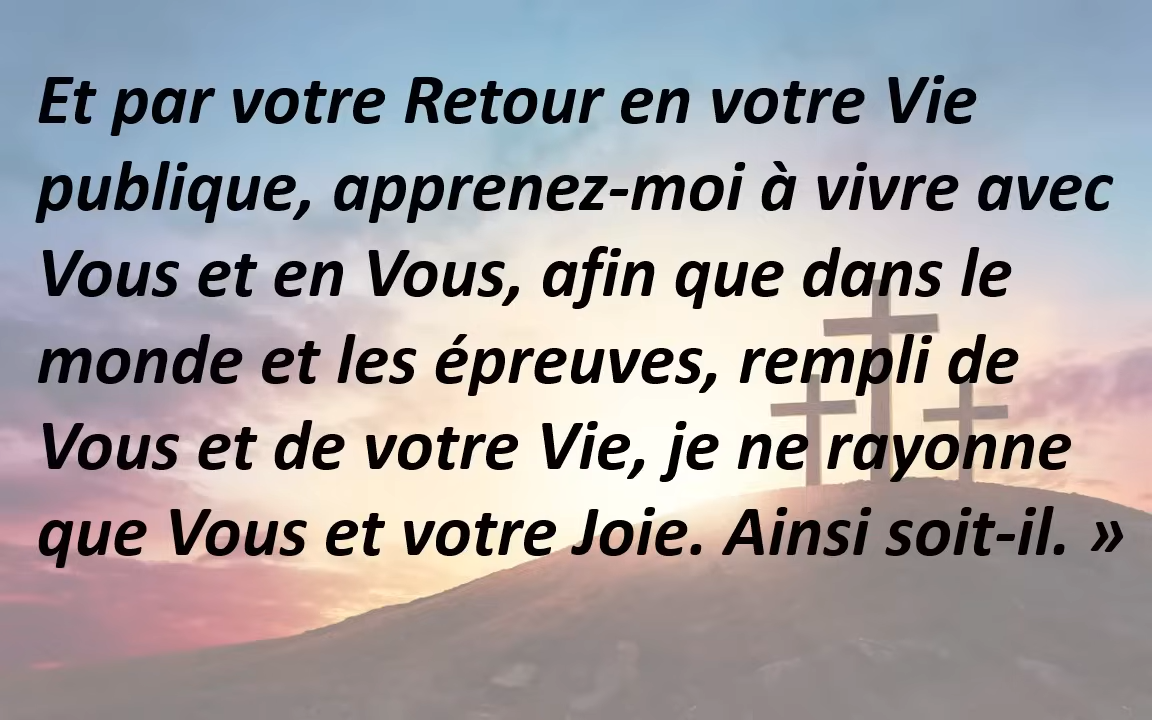 Et par votre Retour en votre Vie
publique, apprenez-moi à vivre avec
Vous et en Vous, afin que dans le
monde et les épreuves, rempli de
Vous et de votre Vie, je ne rayonne
que Vous et votre Joie. Ainsi soit-il. »